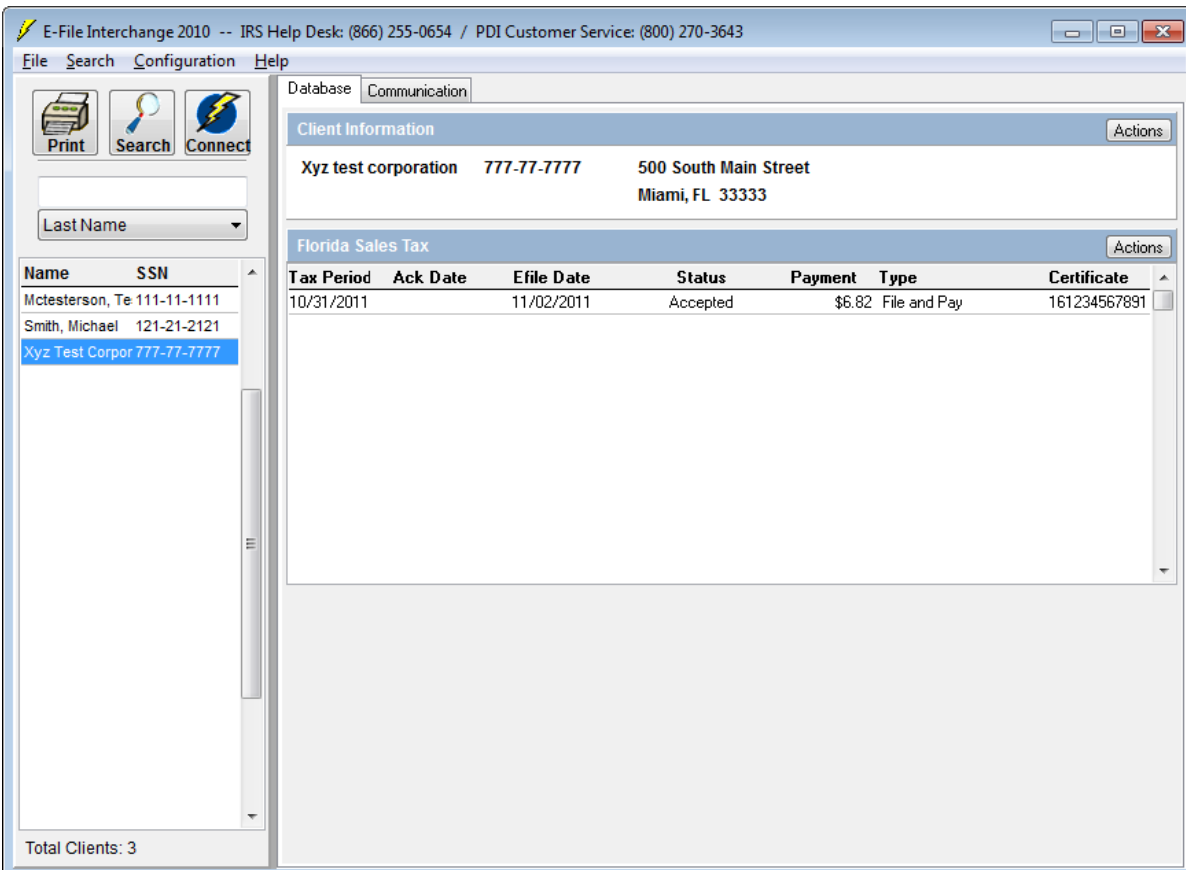 E-File Interchange 2010 -- IRS Help Desk: (866) 255-0654 / PDI Customer Service: (800) 270-3643
File Search Configuration Help
Print Search Connect
Last Name
Name SSN
Mctesterson, Te 111-11-1111
Smith, Michael 121-21-2121
Xyz Test Corpor 777-77-7777
Total Clients: 3
Database Communication
Client Information Actions
Xyz test corporation 777-77-7777 500 South Main Street
Miami, FL 33333
Florida Sales Tax Actions
Tax Period Ack Date Efile Date Status Payment Type Certificate
10/31/2011 11/02/2011 Accepted $6.82 File and Pay 161234567891